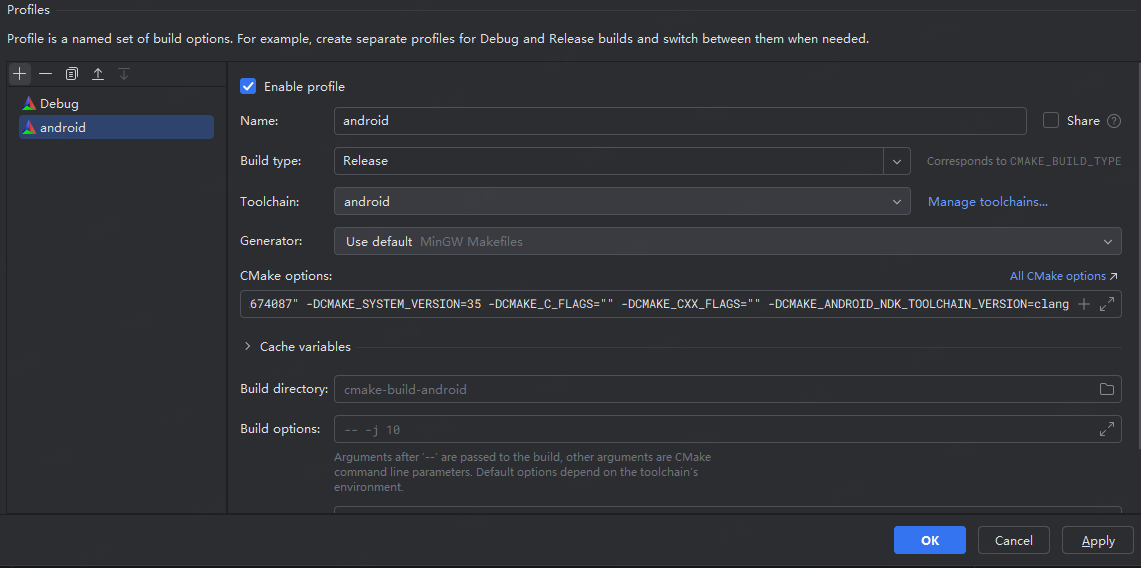 Profiles
Profile is a named set of build options. For example, create separate profiles for Debug and Release builds and switch between them when needed.
Debug
android
Enable profile
Name:
android
Share
Build type:
Release
Corresponds to CMAKE_BUILD_TYPE
Toolchain:
android
Manage toolchains...
Generator:
Use default MinGW Makefiles
CMake options:
All CMake options
674087" -DCMAKE_SYSTEM_VERSION=35 -DCMAKE_C_FLAGS="" -DCMAKE_CXX_FLAGS="" -DCMAKE_ANDROID_NDK_TOOLCHAIN_VERSION=clang
Cache variables
Build directory:
cmake-build-android
Build options:
-- -j 10
Arguments after '--' are passed to the build, other arguments are CMake
command line parameters. Default options depend on the toolchain's
environment.
OK
Cancel
Apply